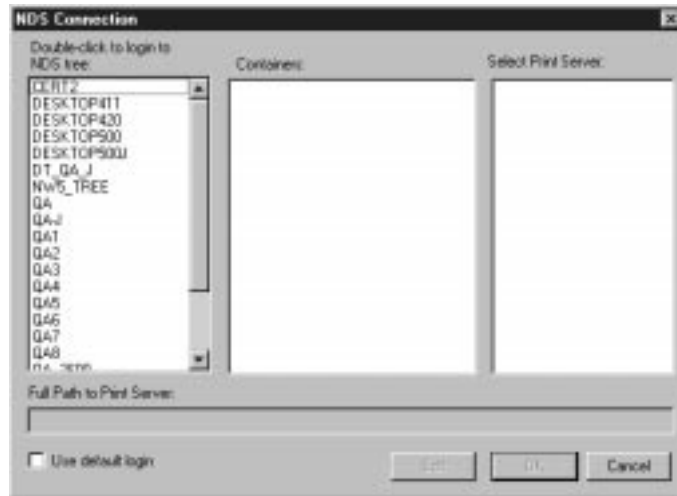 NDS Connection
Double-click to login to
NDS tree:
Containers:
Select Print Server:
CERT2
DESKTOP411
DESKTOP420
DESKTOP500
DESKTOP500J
DT_QA_J
NW5_TREE
QA
QA-J
QA1
QA2
QA3
QA4
QA5
QA6
QA7
QA8
Full Path to Print Server:
Use default login
OK
Cancel